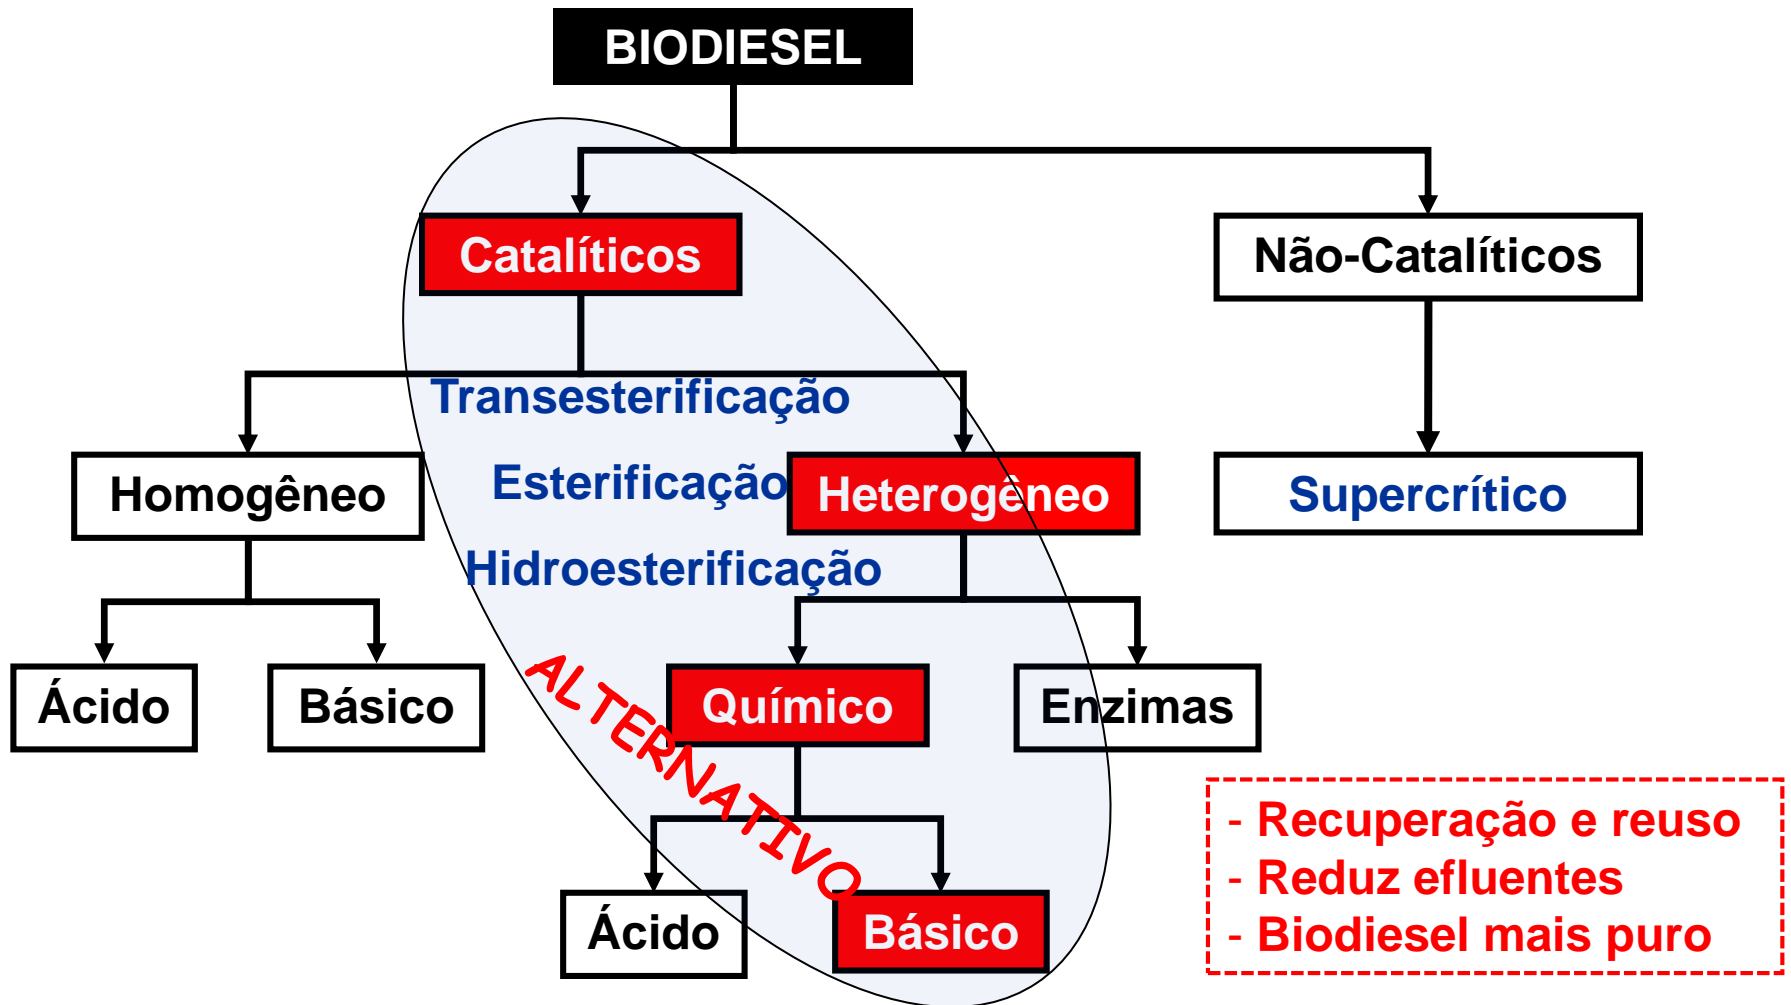 BIODIESEL
Catalíticos
Não-Catalíticos
Transesterificação
Homogêneo
Esterificação
Heterogêneo
Supercrítico
Hidroesterificação
Ácido
Básico
ALTERNATIVO
Químico
Enzimas
Ácido
Básico
- Recuperação e reuso
- Reduz efluentes
- Biodiesel mais puro